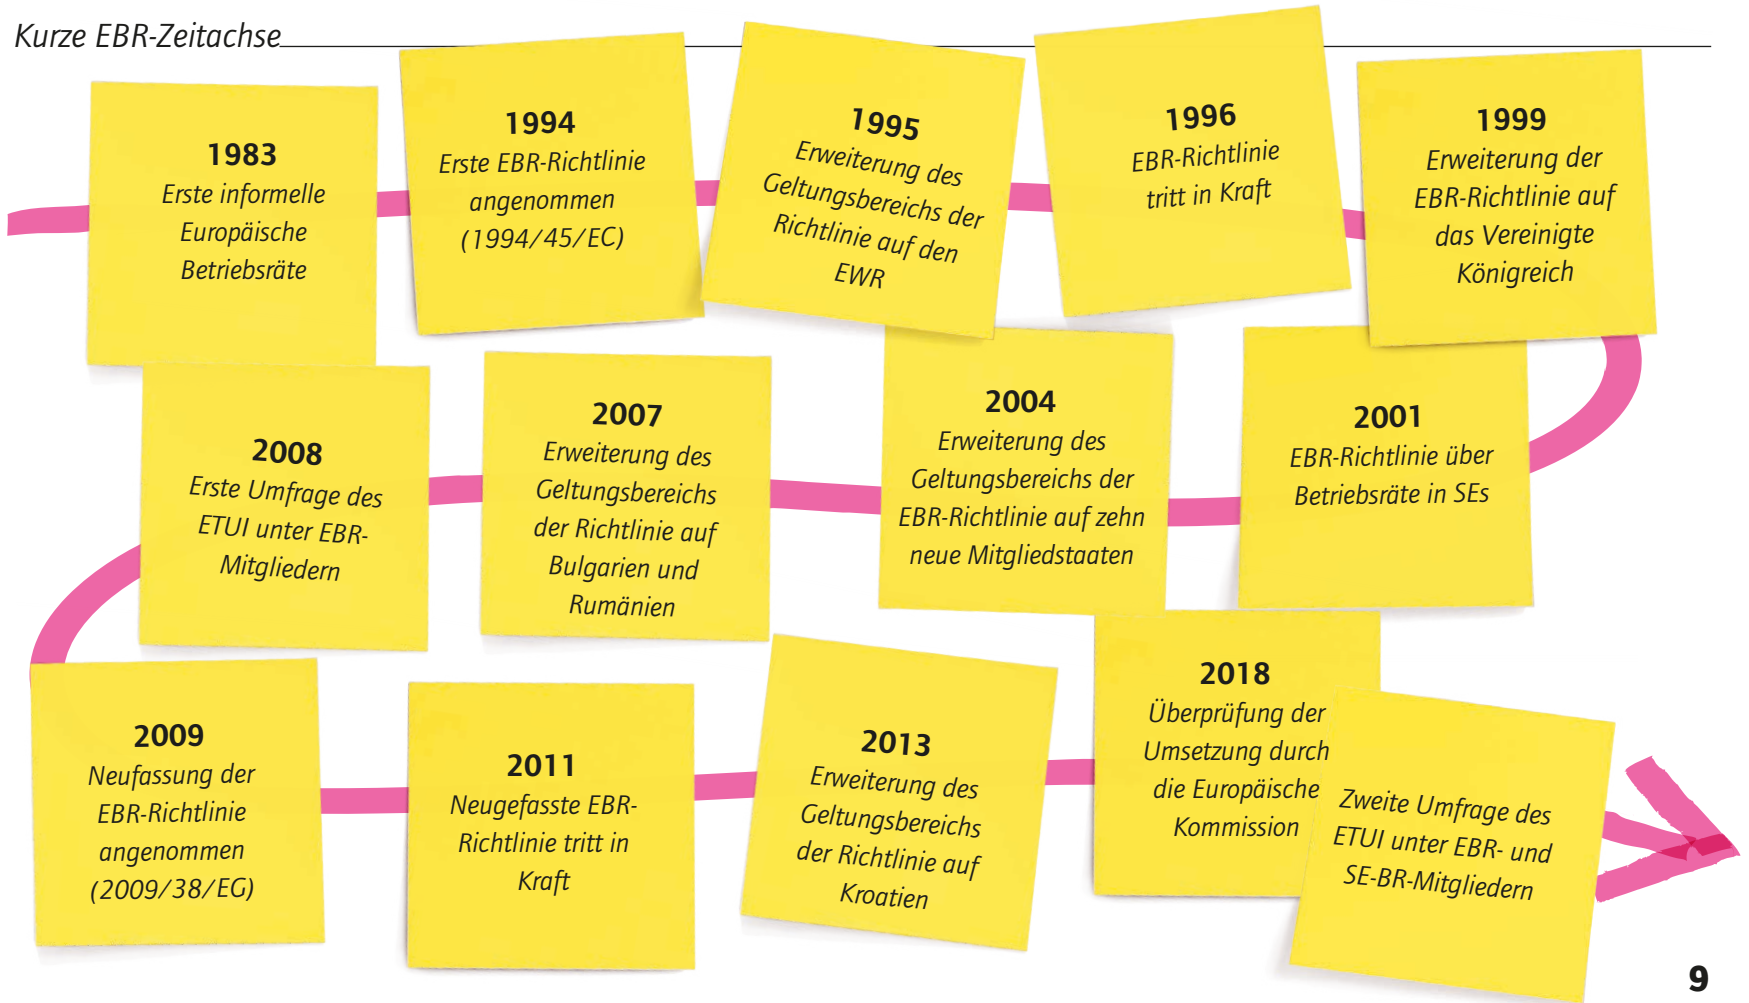 Kurze EBR-Zeitachse
1983
Erste informelle
Europäische
Betriebsräte
1994
Erste EBR-Richtlinie
angenommen
(1994/45/EC)
1995
Erweiterung des
Geltungsbereichs der
Richtlinie auf den
EWR
1996
EBR-Richtlinie
tritt in Kraft
1999
Erweiterung der
EBR-Richtlinie auf
das Vereinigte
Königreich
2001
EBR-Richtlinie über
Betriebsräte in SEs
2004
Erweiterung des
Geltungsbereichs der
EBR-Richtlinie auf zehn
neue Mitgliedstaaten
2007
Erweiterung des
Geltungsbereichs
der Richtlinie auf
Bulgarien und
Rumänien
2008
Erste Umfrage des
ETUI unter EBR-
Mitgliedern
2009
Neufassung der
EBR-Richtlinie
angenommen
(2009/38/EG)
2011
Neugefasste EBR-
Richtlinie tritt in
Kraft
2013
Erweiterung des
Geltungsbereichs
der Richtlinie auf
Kroatien
2018
Überprüfung der
Umsetzung durch
die Europäische
Kommission
Zweite Umfrage des
ETUI unter EBR- und
SE-BR-Mitgliedern
9